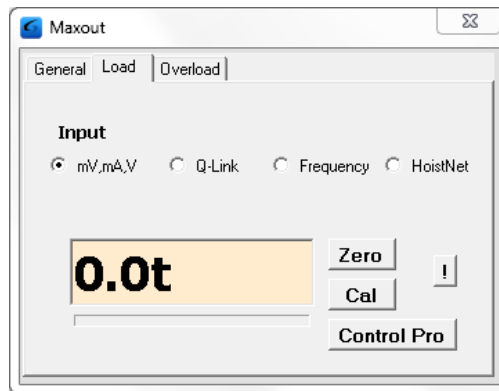 Maxout
General Load Overload
Input
mV,mA,V Q-Link Frequency HoistNet
0.0t
Zero
!
Cal
Control Pro